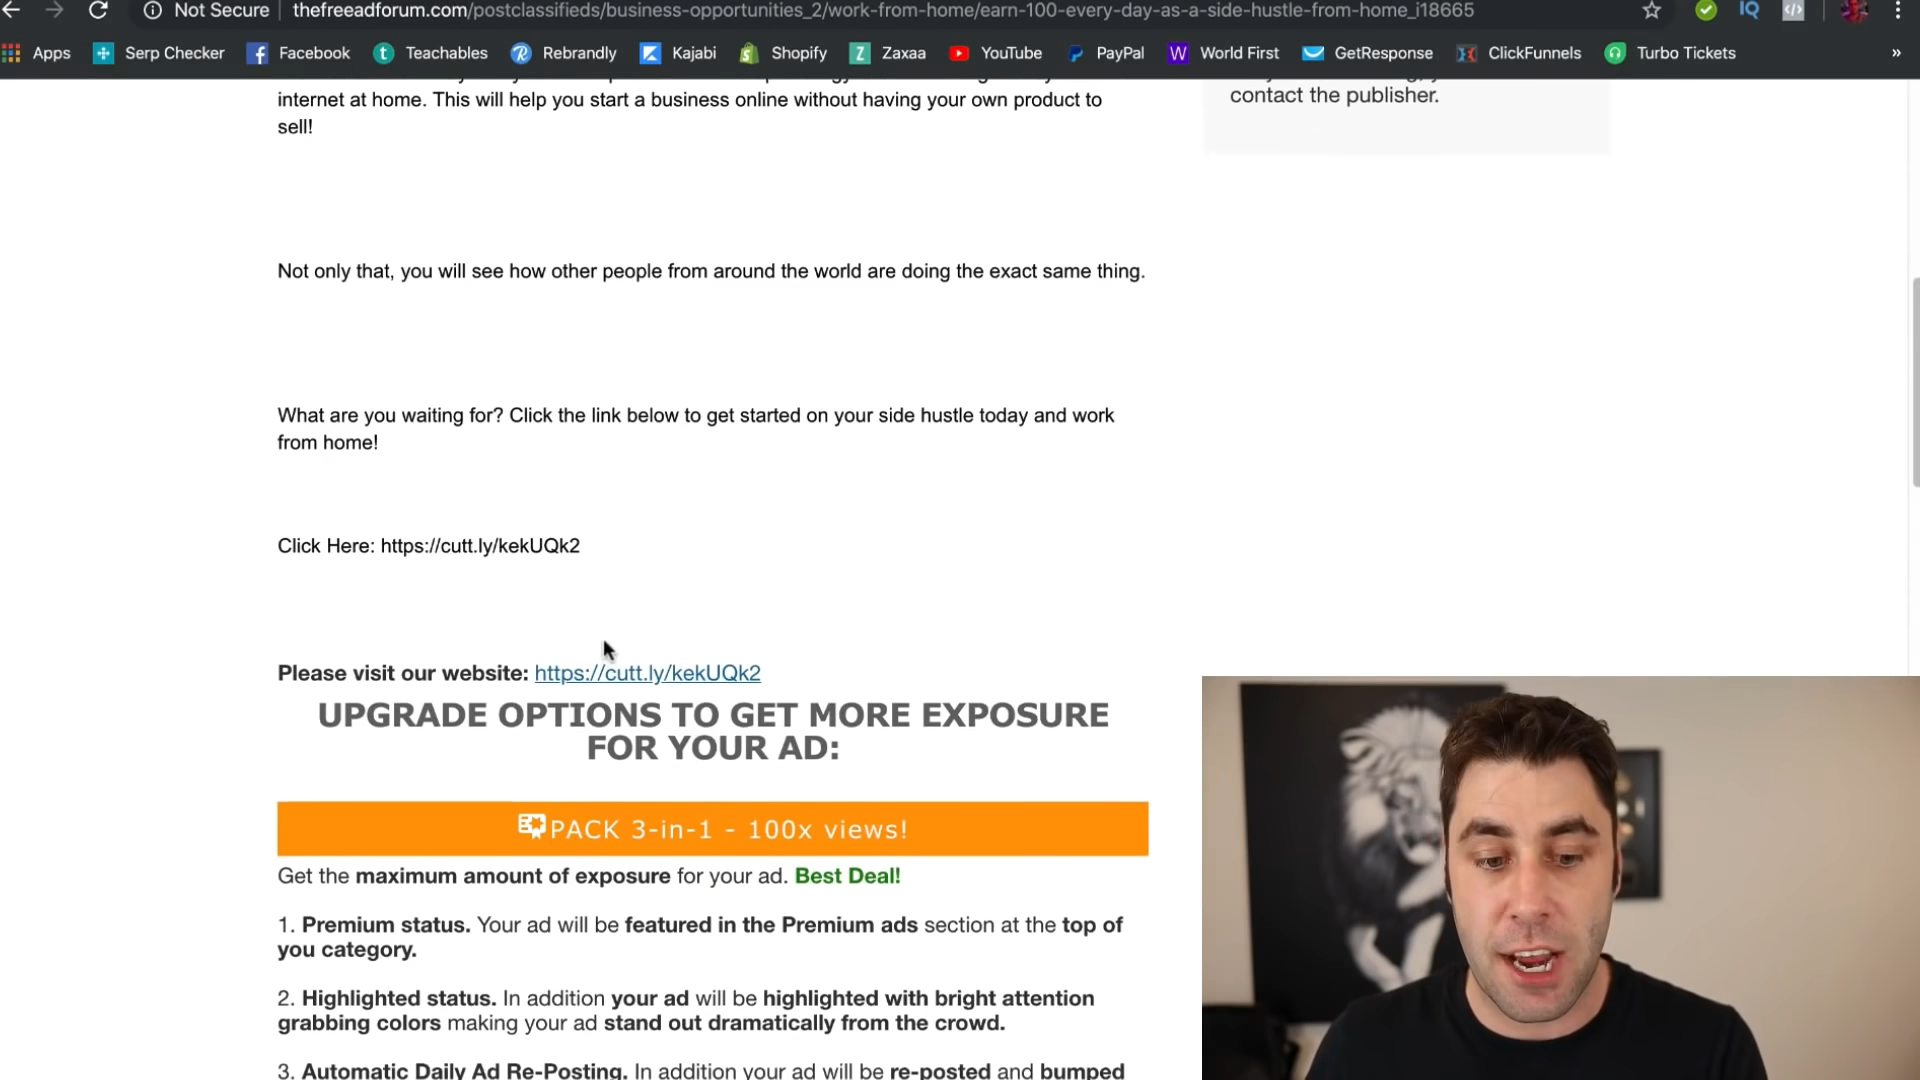 Not Secure thefreeadforum.com/postclassifieds/business-opportunities_2/work-from-home/earn-100-every-day-as-a-side-hustle-from-home_i18665 IQ
Apps Serp Checker Facebook Teachables Rebrandly Kajabi Shopify Zaxaa YouTube PayPal World First GetResponse ClickFunnels Turbo Tickets »
internet at home. This will help you start a business online without having your own product to
sell!
contact the publisher.
Not only that, you will see how other people from around the world are doing the exact same thing.
What are you waiting for? Click the link below to get started on your side hustle today and work
from home!
Click Here: https://cutt.ly/kekUQk2
Please visit our website: https://cutt.ly/kekUQk2
UPGRADE OPTIONS TO GET MORE EXPOSURE
FOR YOUR AD:
PACK 3-in-1 - 100x views!
Get the maximum amount of exposure for your ad. Best Deal!
1. Premium status. Your ad will be featured in the Premium ads section at the top of
you category.
2. Highlighted status. In addition your ad will be highlighted with bright attention
grabbing colors making your ad stand out dramatically from the crowd.
3. Automatic Daily Ad Re-Posting. In addition your ad will be re-posted and bumped